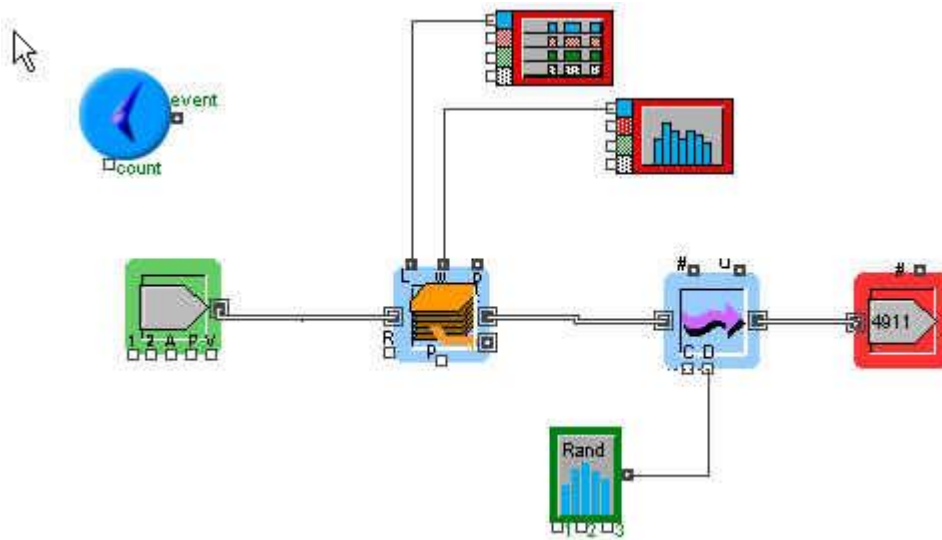 event
count
L W D
# U
#
4911
1 2 A P V
R
P
C D
Rand
1 2 3